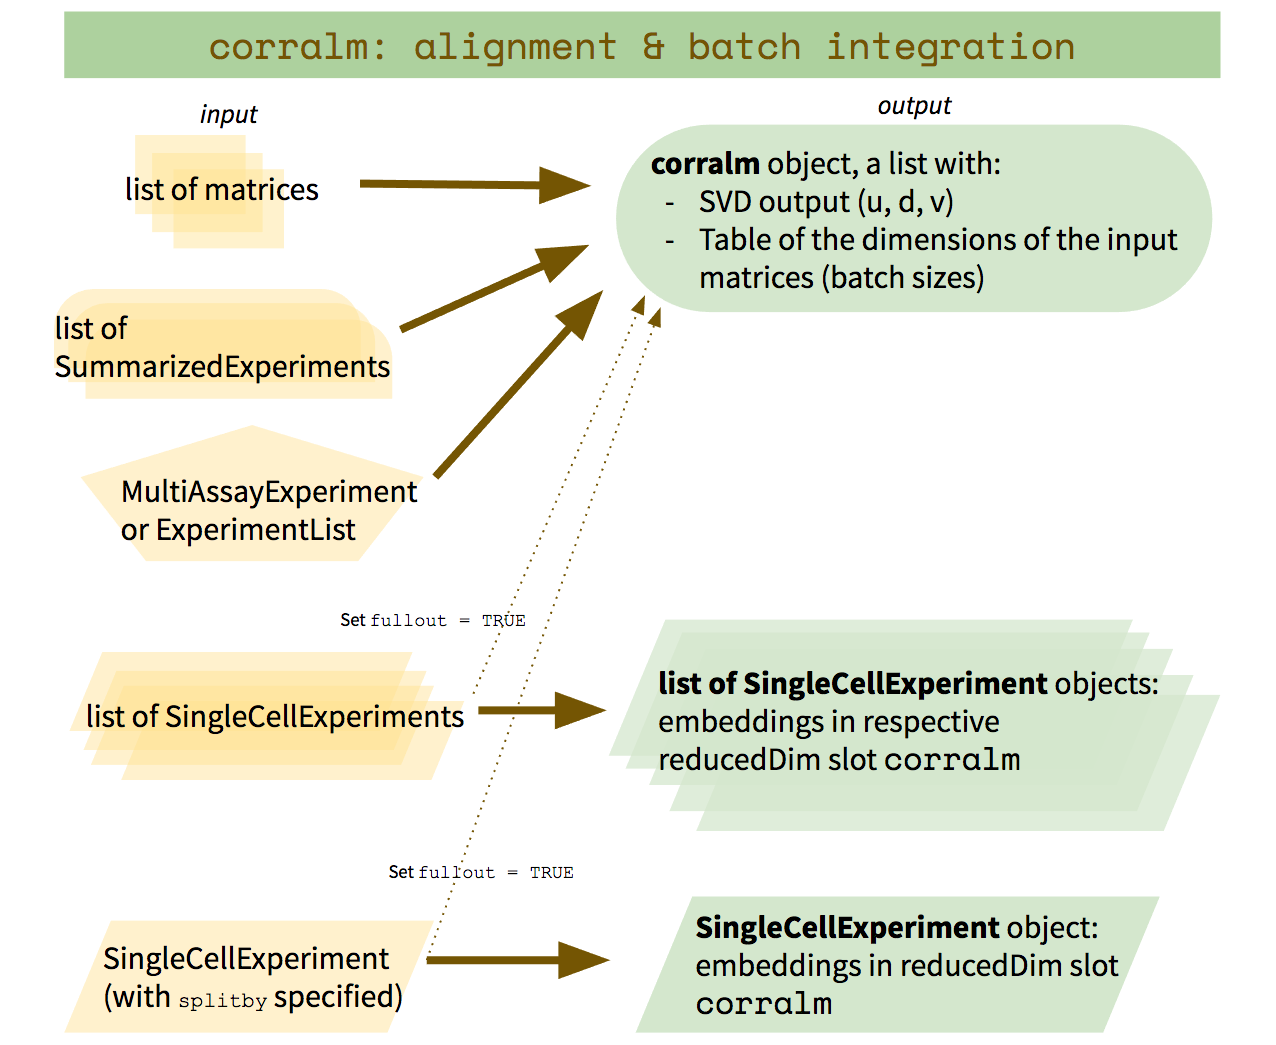 corralm: alignment & batch integration
input
output
list of matrices
corralm object, a list with:
- SVD output (u, d, v)
- Table of the dimensions of the input
matrices (batch sizes)
list of
SummarizedExperiments
MultiAssayExperiment
or ExperimentList
Set fullout = TRUE
list of SingleCellExperiments
list of SingleCellExperiment objects:
embeddings in respective
reducedDim slot corralm
Set fullout = TRUE
SingleCellExperiment
(with splitby specified)
SingleCellExperiment object:
embeddings in reducedDim slot
corralm